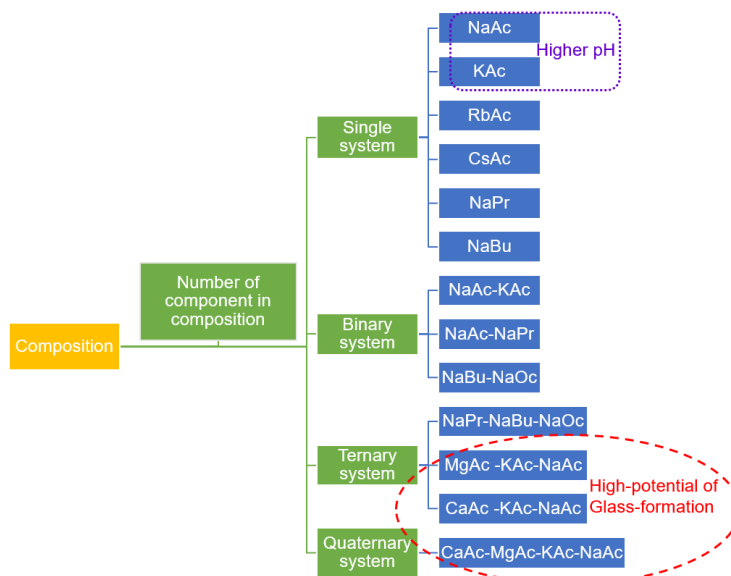 NaAc
Higher pH
KAc
Single
system
RbAc
CsAc
NaPr
NaBu
Number of
component in
composition
Composition
Binary
system
NaAc-KAc
NaAc-NaPr
NaBu-NaOc
Ternary
system
NaPr-NaBu-NaOc
MgAc -KAc-NaAc
CaAc -KAc-NaAc
High-potential of
Glass-formation
Quaternary
system
CaAc-MgAc-KAc-NaAc